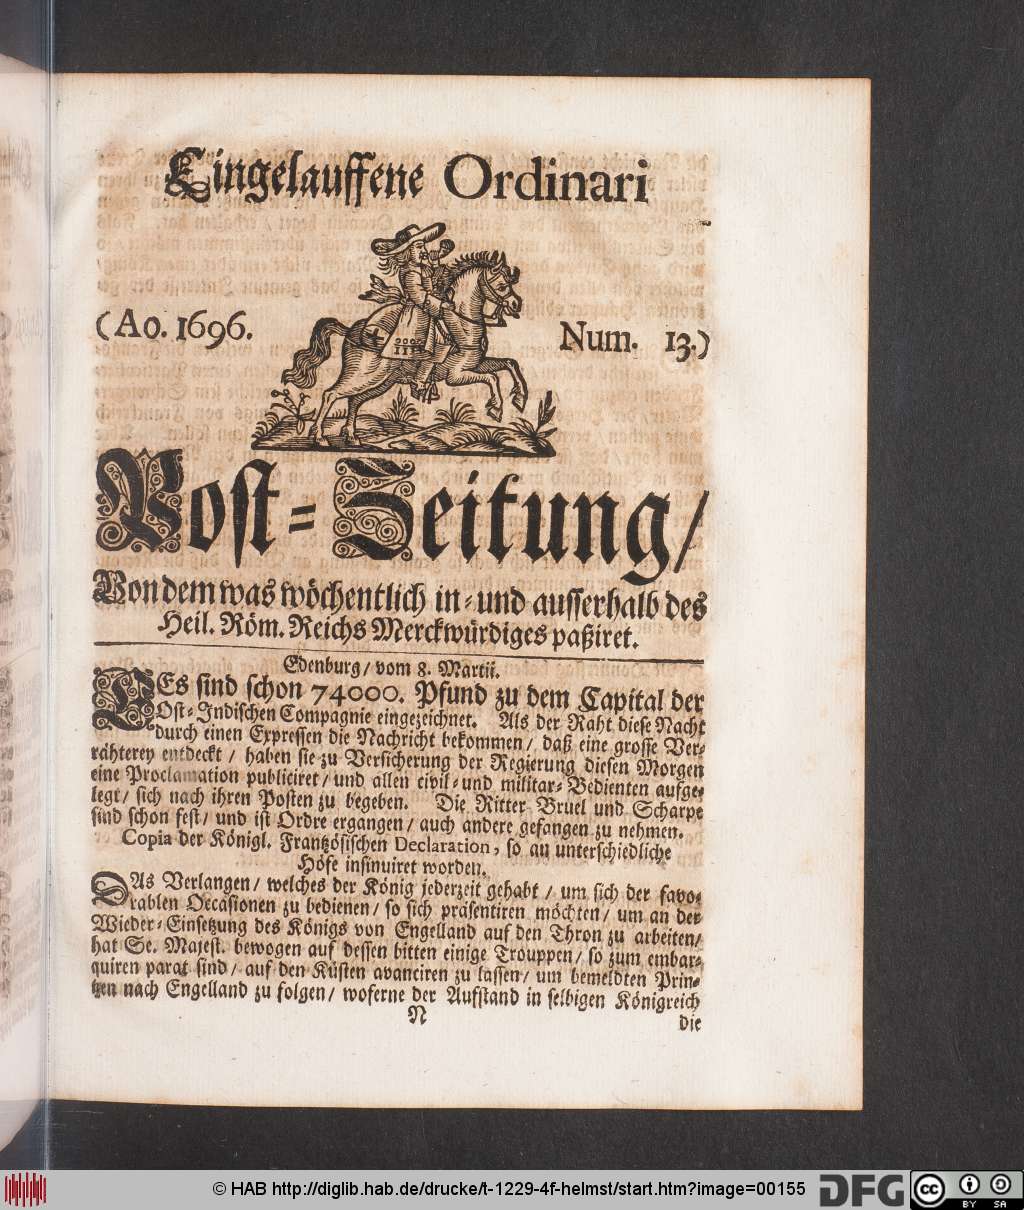 Eingelauffene Ordinari
(Ao. 1696. Num. 13.)
Post-Zeitung/
Von dem was wöchentlich in- und ausserhalb des
Heil. Röm. Reichs Merckwürdiges paßiret.
Edenburg/ vom 8. Martii.
ES sind schon 74000. Pfund zu dem Capital der
Ost-Indischen Compagnie eingezeichnet. Als der Raht diese Nacht
durch einen Expressen die Nachricht bekommen/ daß eine grosse Ver-
rähterey entdeckt/ haben sie zu Versicherung der Regierung diesen Morgen
eine Proclamation publiciret/ und allen civil- und militar-Bedienten aufge-
legt/ sich nach ihren Posten zu begeben. Die Ritter Bruel und Scharpe
sind schon fest/ und ist Ordre ergangen/ auch andere gefangen zu nehmen.
Copia der Königl. Frantzösischen Declaration, so an unterschiedliche
Höfe insinuiret worden.
DAs Verlangen/ welches der König jederzeit gehabt/ um sich der favo-
rablen Occasionen zu bedienen/ so sich präsentiren möchten/ um an der
Wieder-Einsetzung des Königs von Engelland auf den Thron zu arbeiten/
hat Se. Majest. bewogen auf dessen bitten einige Trouppen/ so zum embar-
quiren parat sind/ auf den Küsten avanciren zu lassen/ um bemeldten Prin-
tzen nach Engelland zu folgen/ woferne der Aufstand in selbigen Königreich
N die
© HAB http://diglib.hab.de/drucke/t-1229-4f-helmst/start.htm?image=00155
DFG
cc BY SA